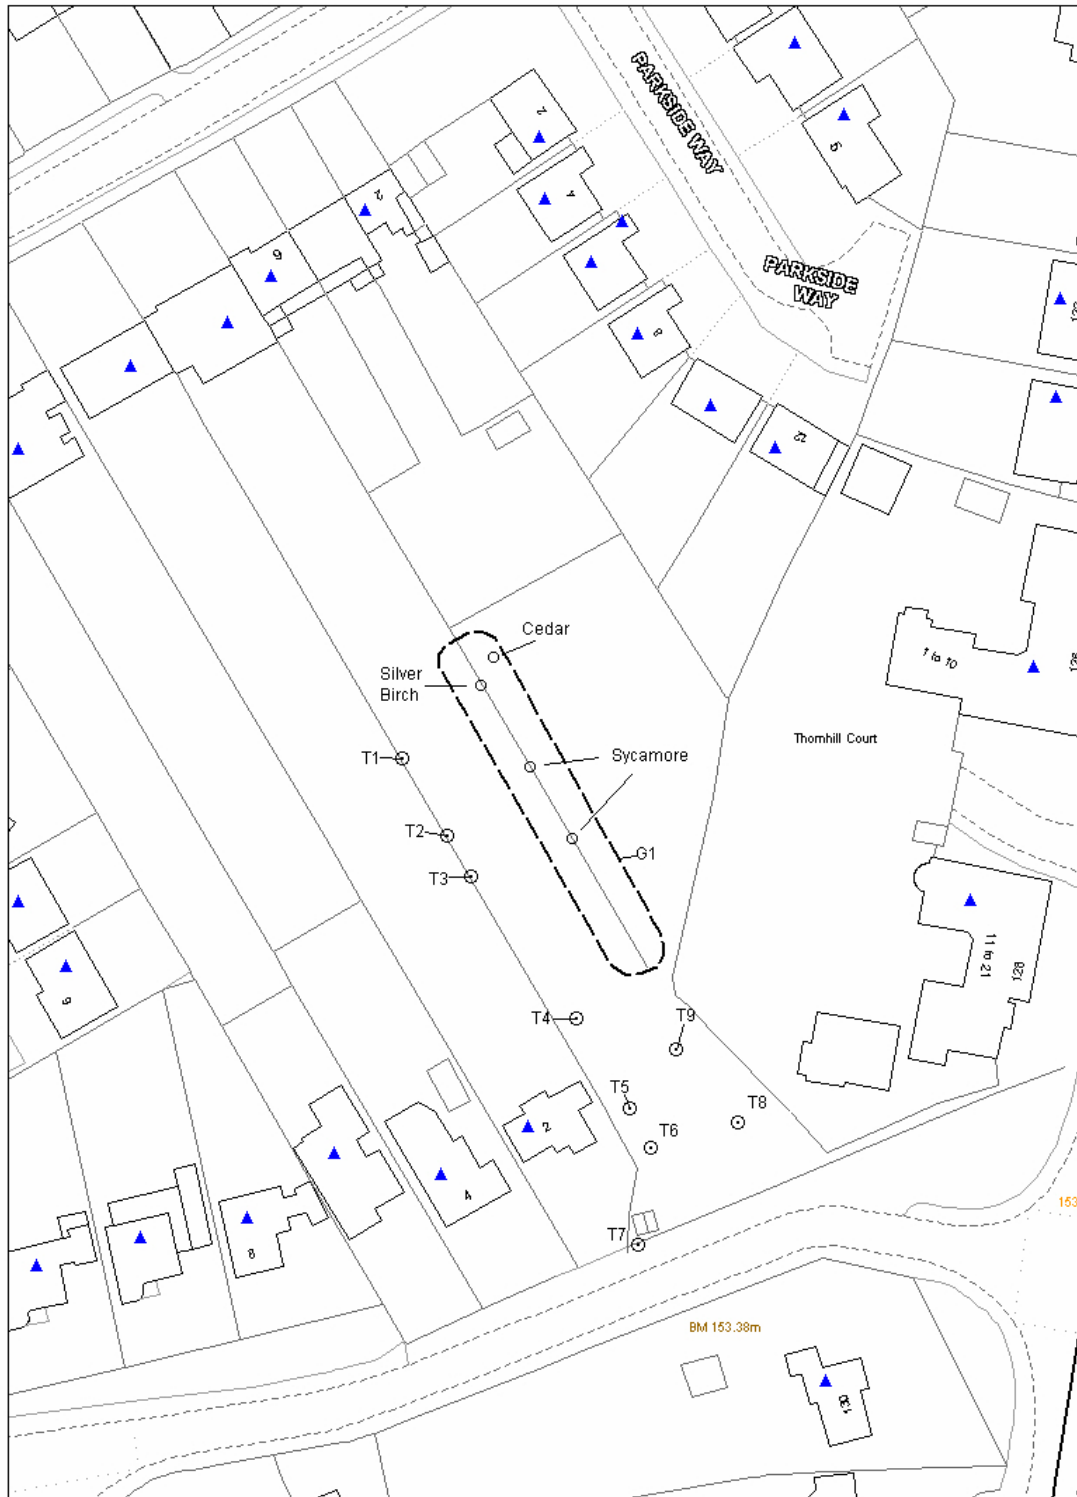 PARKSIDE WAY
2
4
5
2
6
PARKSIDE
WAY
8
12
Cedar
Silver
Birch
1 to 10
126
Sycamore
Thornhill Court
T1
T2
G1
T3
11 to 21
128
T4
T9
T5
T8
2
T6
4
T7
8
153
BM 153.38m
130